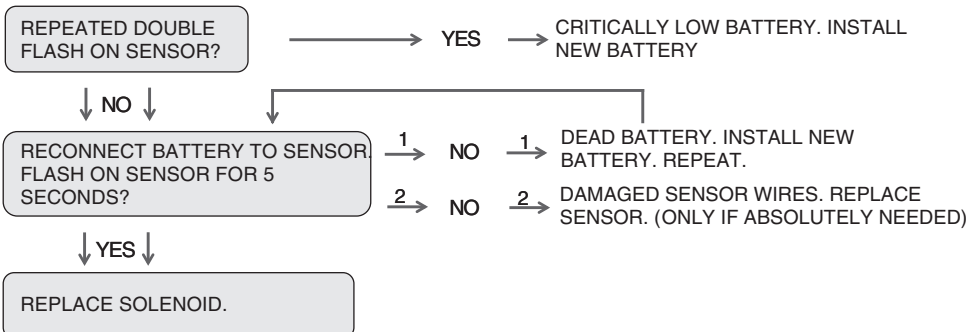 REPEATED DOUBLE
FLASH ON SENSOR?
YES
CRITICALLY LOW BATTERY. INSTALL
NEW BATTERY
NO
RECONNECT BATTERY TO SENSOR.
FLASH ON SENSOR FOR 5
SECONDS?
1
NO
1
DEAD BATTERY. INSTALL NEW
BATTERY. REPEAT.
2
NO
2
DAMAGED SENSOR WIRES. REPLACE
SENSOR. (ONLY IF ABSOLUTELY NEEDED)
YES
REPLACE SOLENOID.